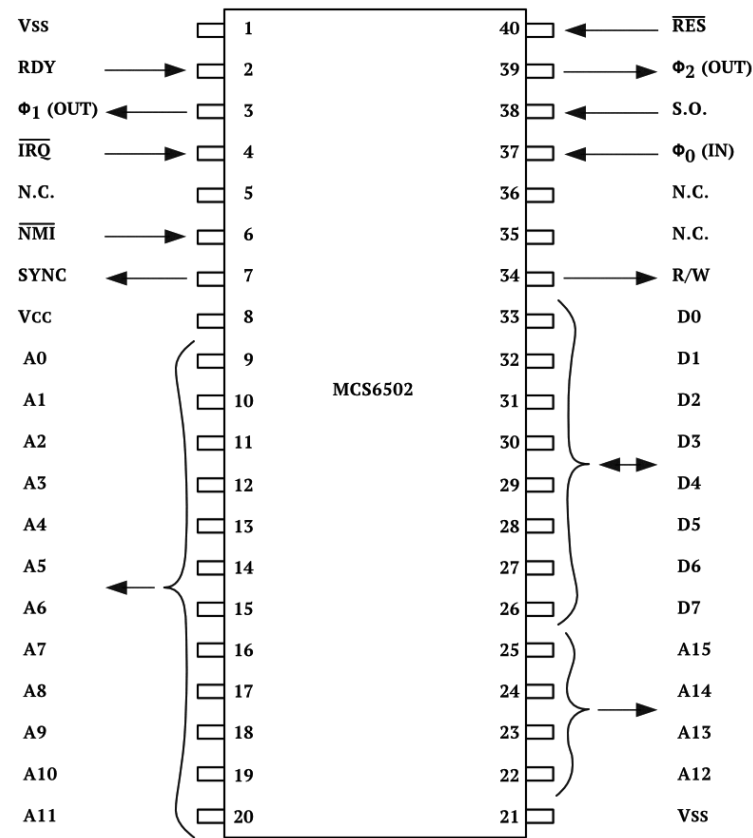 Vss 1 40 R̅E̅S̅
RDY 2 39 Φ2 (OUT)
Φ1 (OUT) 3 38 S.O.
I̅R̅Q̅ 4 37 Φ0 (IN)
N.C. 5 36 N.C.
N̅M̅I̅ 6 35 N.C.
SYNC 7 34 R/W
Vcc 8 33 D0
A0 9 32 D1
MCS6502
A1 10 31 D2
A2 11 30 D3
A3 12 29 D4
A4 13 28 D5
A5 14 27 D6
A6 15 26 D7
A7 16 25 A15
A8 17 24 A14
A9 18 23 A13
A10 19 22 A12
A11 20 21 Vss